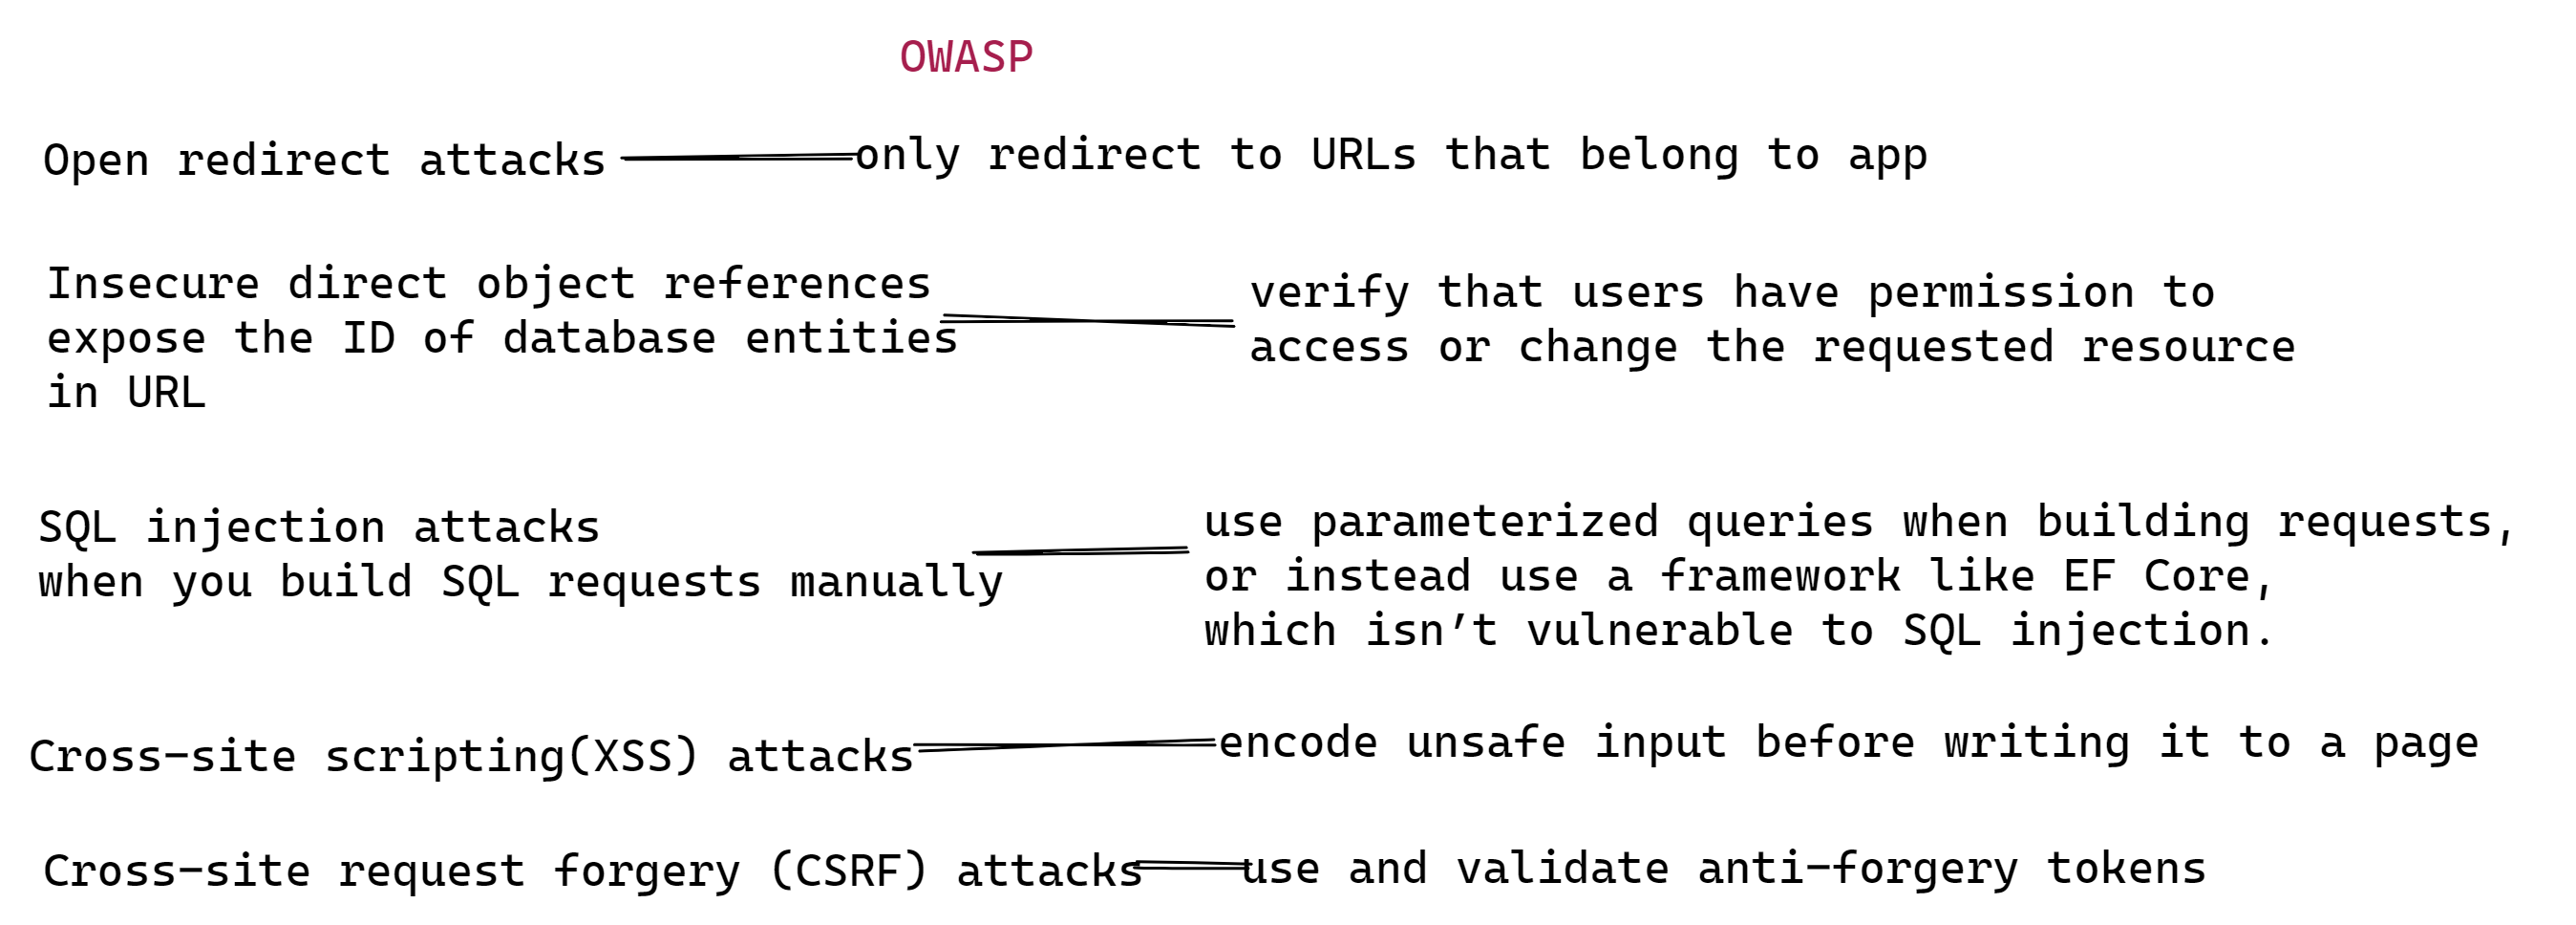 OWASP
Open redirect attacks
only redirect to URLs that belong to app
Insecure direct object references
expose the ID of database entities
in URL
verify that users have permission to
access or change the requested resource
SQL injection attacks
when you build SQL requests manually
use parameterized queries when building requests,
or instead use a framework like EF Core,
which isn’t vulnerable to SQL injection.
Cross-site scripting(XSS) attacks
encode unsafe input before writing it to a page
Cross-site request forgery (CSRF) attacks
use and validate anti-forgery tokens